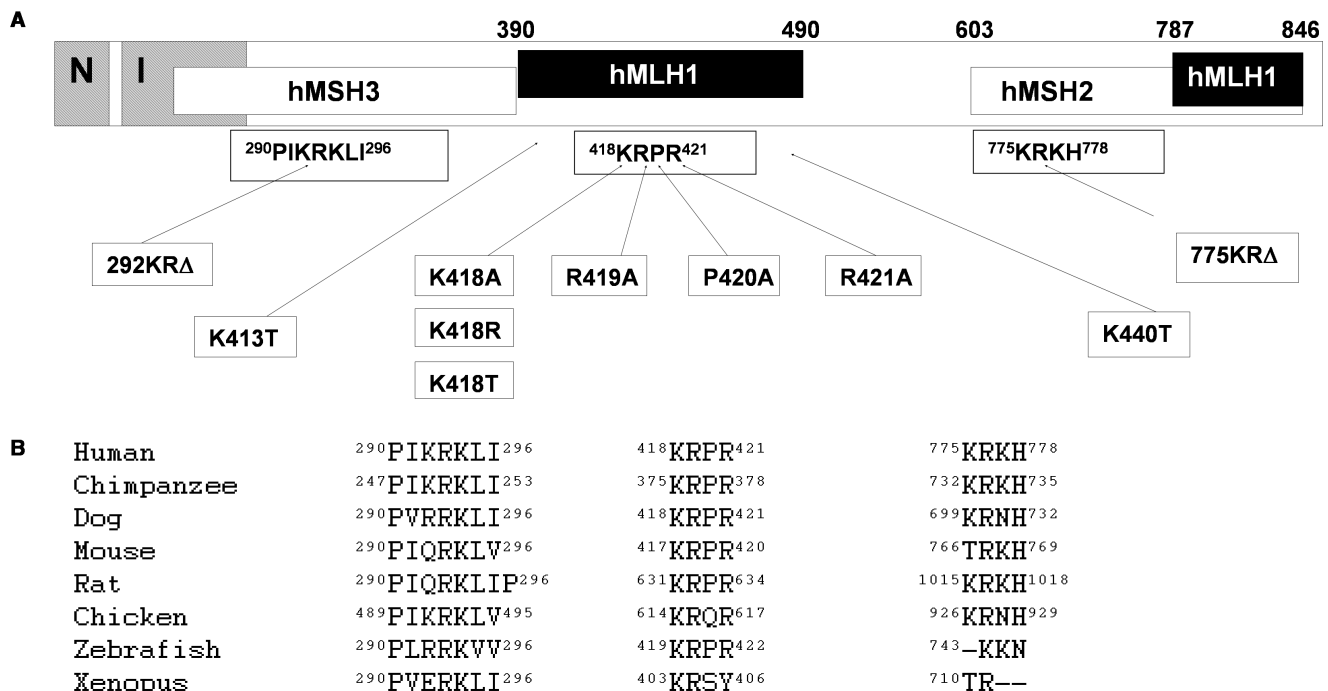 A
390 490 603 787 846
N I hMSH3 hMLH1 hMSH2 hMLH1
290PIKRKLI296 418KRPR421 775KRKH778
292KRΔ K418A R419A P420A R421A 775KRΔ
K413T K418R K440T
K418T
B
Human 290PIKRKLI296 418KRPR421 775KRKH778
Chimpanzee 247PIKRKLI253 375KRPR378 732KRKH735
Dog 290PVRRKLI296 418KRPR421 699KRNH732
Mouse 290PIQRKLV296 417KRPR420 766TRKH769
Rat 290PIQRKLIP296 631KRPR634 1015KRKH1018
Chicken 489PIKRKLV495 614KRQR617 926KRNH929
Zebrafish 290PLRRKVV296 419KRPR422 743-KKN
Xenopus 290PVERKLI296 403KRSY406 710TR--